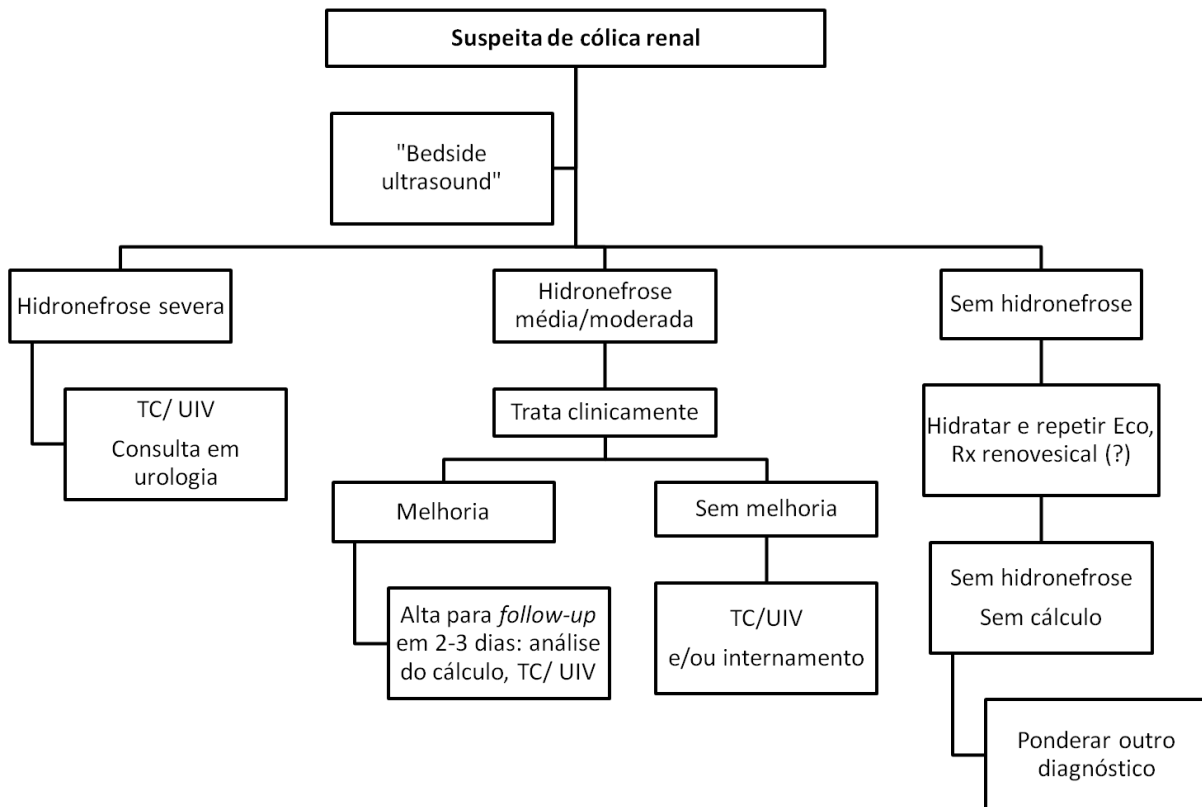 Suspeita de cólica renal
"Bedside
ultrasound"
Hidronefrose severa
Hidronefrose
média/moderada
Sem hidronefrose
TC/ UIV
Consulta em
urologia
Trata clinicamente
Hidratar e repetir Eco,
Rx renovesical (?)
Melhoria
Sem melhoria
Sem hidronefrose
Sem cálculo
Alta para follow-up
em 2-3 dias: análise
do cálculo, TC/ UIV
TC/UIV
e/ou internamento
Ponderar outro
diagnóstico